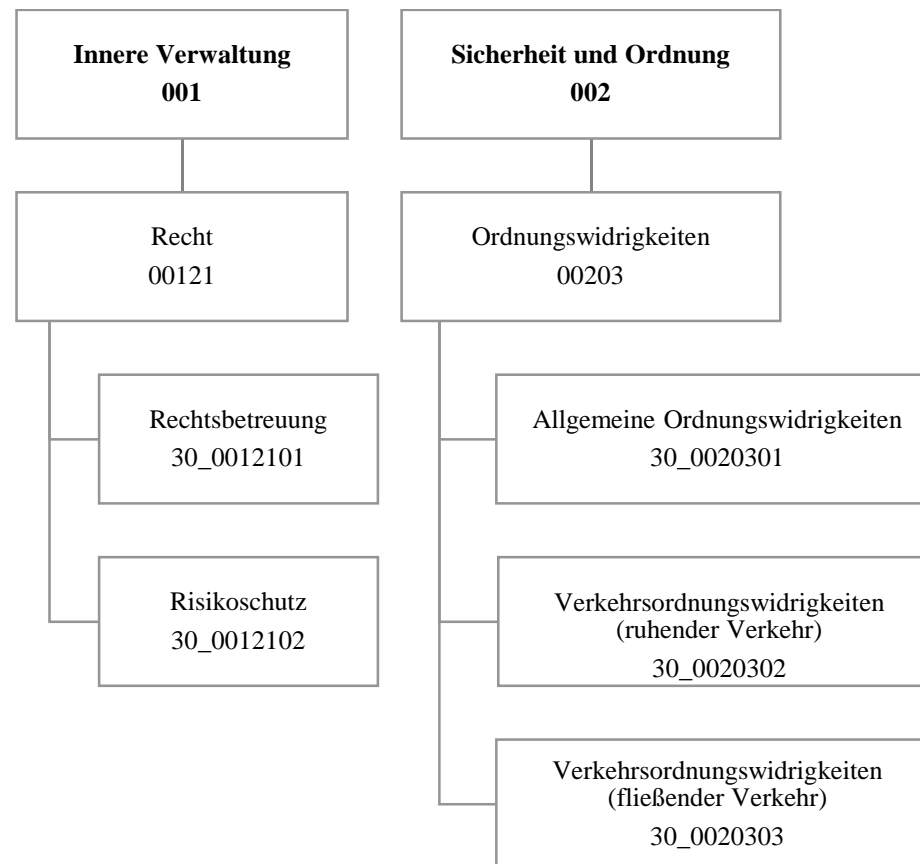 Innere Verwaltung
001
Sicherheit und Ordnung
002
Recht
00121
Ordnungswidrigkeiten
00203
Rechtsbetreuung
30_0012101
Allgemeine Ordnungswidrigkeiten
30_0020301
Risikoschutz
30_0012102
Verkehrsordnungswidrigkeiten
(ruhender Verkehr)
30_0020302
Verkehrsordnungswidrigkeiten
(fließender Verkehr)
30_0020303